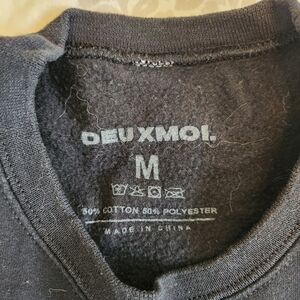 DEUXMOI.
M
50% COTTON 50% POLYESTER
MADE IN CHINA